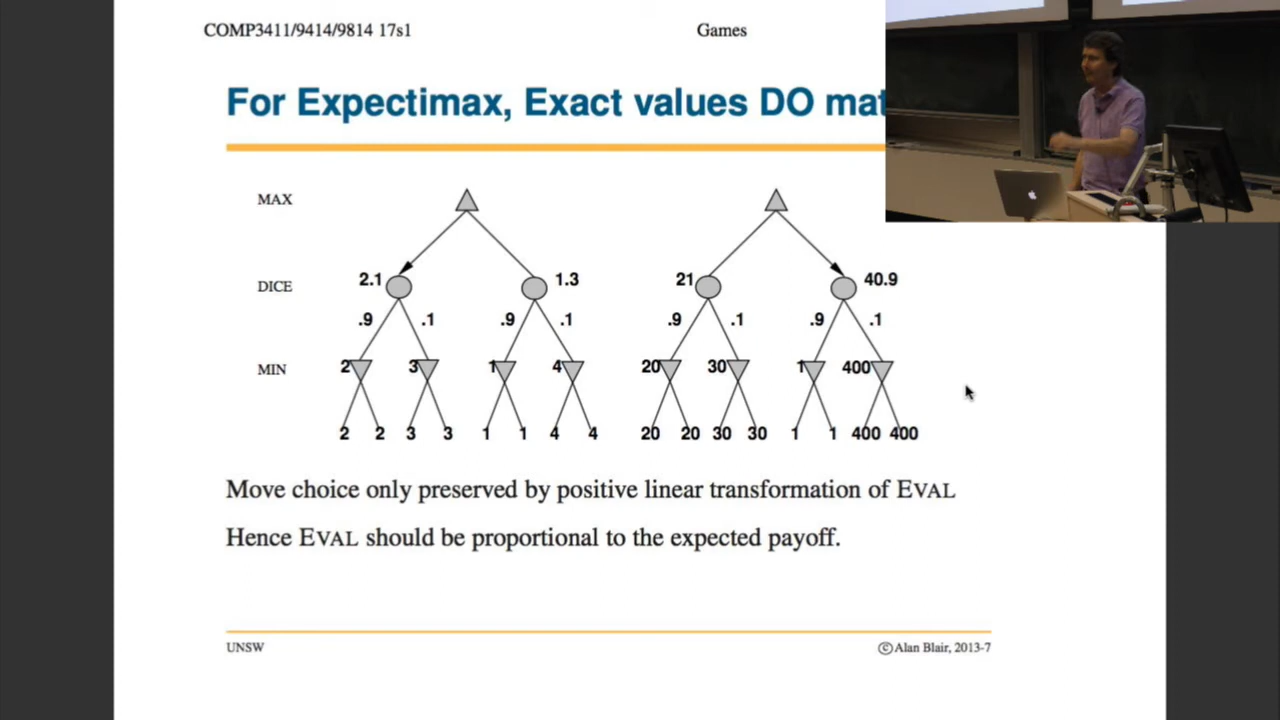 COMP3411/9414/9814 17s1 Games
For Expectimax, Exact values DO
MAX
DICE 2.1 1.3 21 40.9
.9 .1 .9 .1 .9 .1 .9 .1
MIN 2 3 1 4 20 30 1 400
2 2 3 3 1 1 4 4 20 20 30 30 1 1 400 400
Move choice only preserved by positive linear transformation of EVAL
Hence EVAL should be proportional to the expected payoff.
UNSW ©Alan Blair, 2013-7